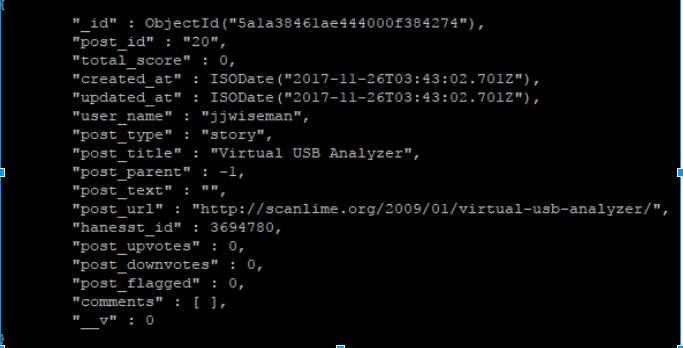 {
"_id" : ObjectId("5a1a38461ae444000f384274"),
"post_id" : "20",
"total_score" : 0,
"created_at" : ISODate("2017-11-26T03:43:02.701Z"),
"updated_at" : ISODate("2017-11-26T03:43:02.701Z"),
"user_name" : "jjwiseman",
"post_type" : "story",
"post_title" : "Virtual USB Analyzer",
"post_parent" : -1,
"post_text" : "",
"post_url" : "http://scanlime.org/2009/01/virtual-usb-analyzer/",
"hanesst_id" : 3694780,
"post_upvotes" : 0,
"post_downvotes" : 0,
"post_flagged" : 0,
"comments" : [ ],
"__v" : 0
}